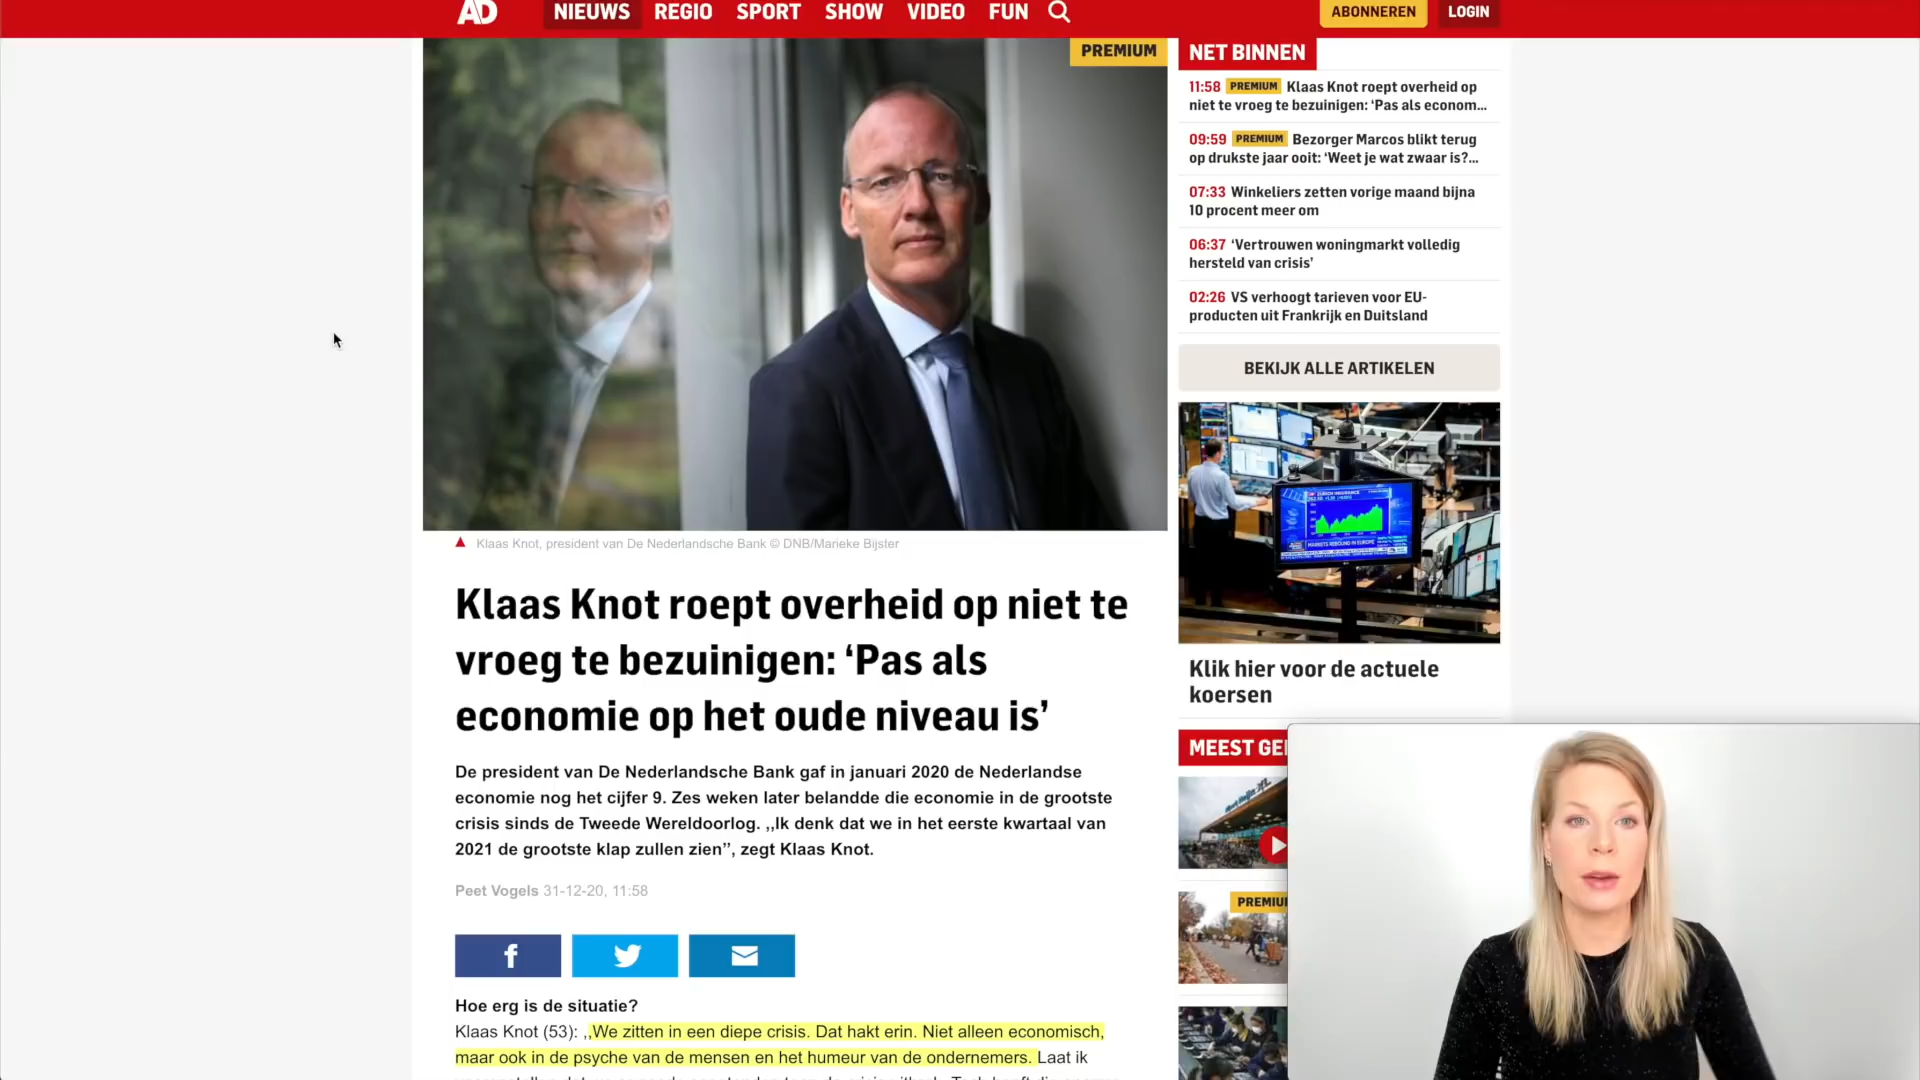 AD NIEUWS REGIO SPORT SHOW VIDEO FUN ABONNEREN LOGIN
PREMIUM
Klaas Knot, president van De Nederlandsche Bank © DNB/Marieke Bijster
Klaas Knot roept overheid op niet te
vroeg te bezuinigen: ‘Pas als
economie op het oude niveau is’
De president van De Nederlandsche Bank gaf in januari 2020 de Nederlandse
economie nog het cijfer 9. Zes weken later belandde die economie in de grootste
crisis sinds de Tweede Wereldoorlog. ,,Ik denk dat we in het eerste kwartaal van
2021 de grootste klap zullen zien”, zegt Klaas Knot.
Peet Vogels 31-12-20, 11:58
Hoe erg is de situatie?
Klaas Knot (53): ,,We zitten in een diepe crisis. Dat hakt erin. Niet alleen economisch,
maar ook in de psyche van de mensen en het humeur van de ondernemers. Laat ik
NET BINNEN
11:58 PREMIUM Klaas Knot roept overheid op
niet te vroeg te bezuinigen: ‘Pas als econom...
09:59 PREMIUM Bezorger Marcos blikt terug
op drukste jaar ooit: ‘Weet je wat zwaar is?...
07:33 Winkeliers zetten vorige maand bijna
10 procent meer om
06:37 ‘Vertrouwen woningmarkt volledig
hersteld van crisis’
02:26 VS verhoogt tarieven voor EU-
producten uit Frankrijk en Duitsland
BEKIJK ALLE ARTIKELEN
ZURICH INSURANCE
MARKETS REBOUND IN EUROPE
Klik hier voor de actuele
koersen
MEEST GE
PREMIU